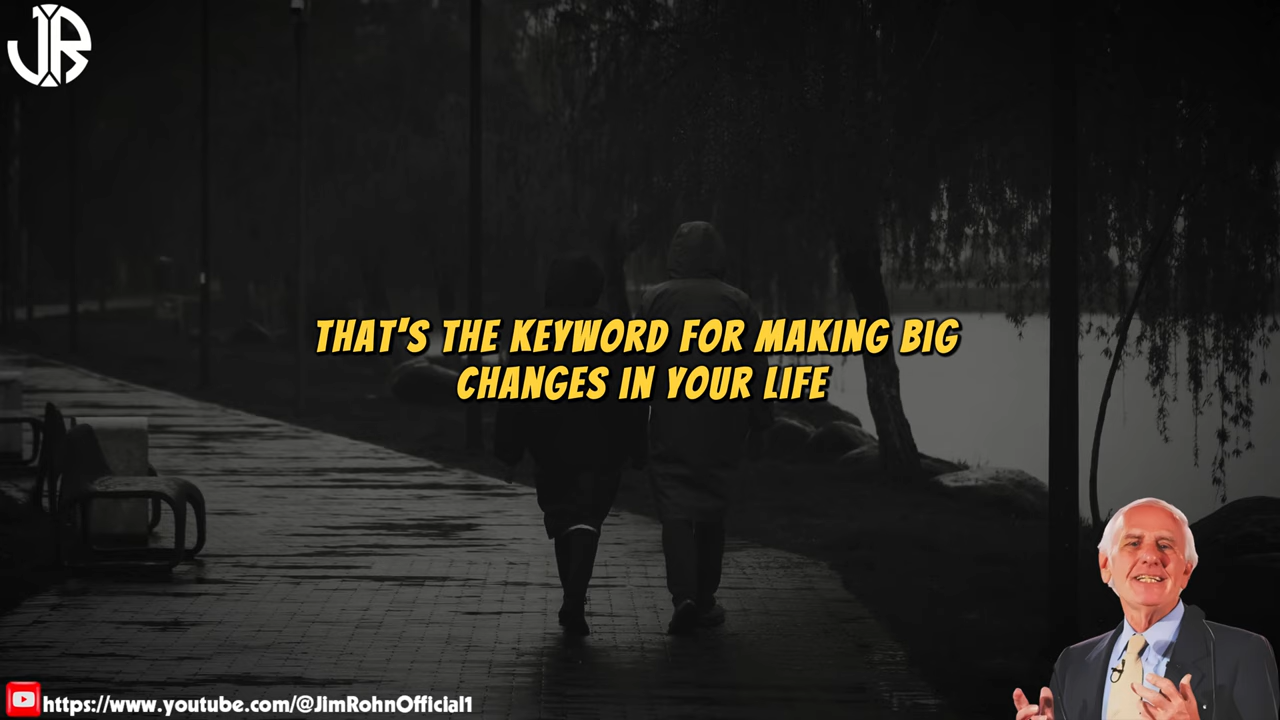 JR
THAT'S THE KEYWORD FOR MAKING BIG
CHANGES IN YOUR LIFE
https://www.youtube.com/@JimRohnOfficial1